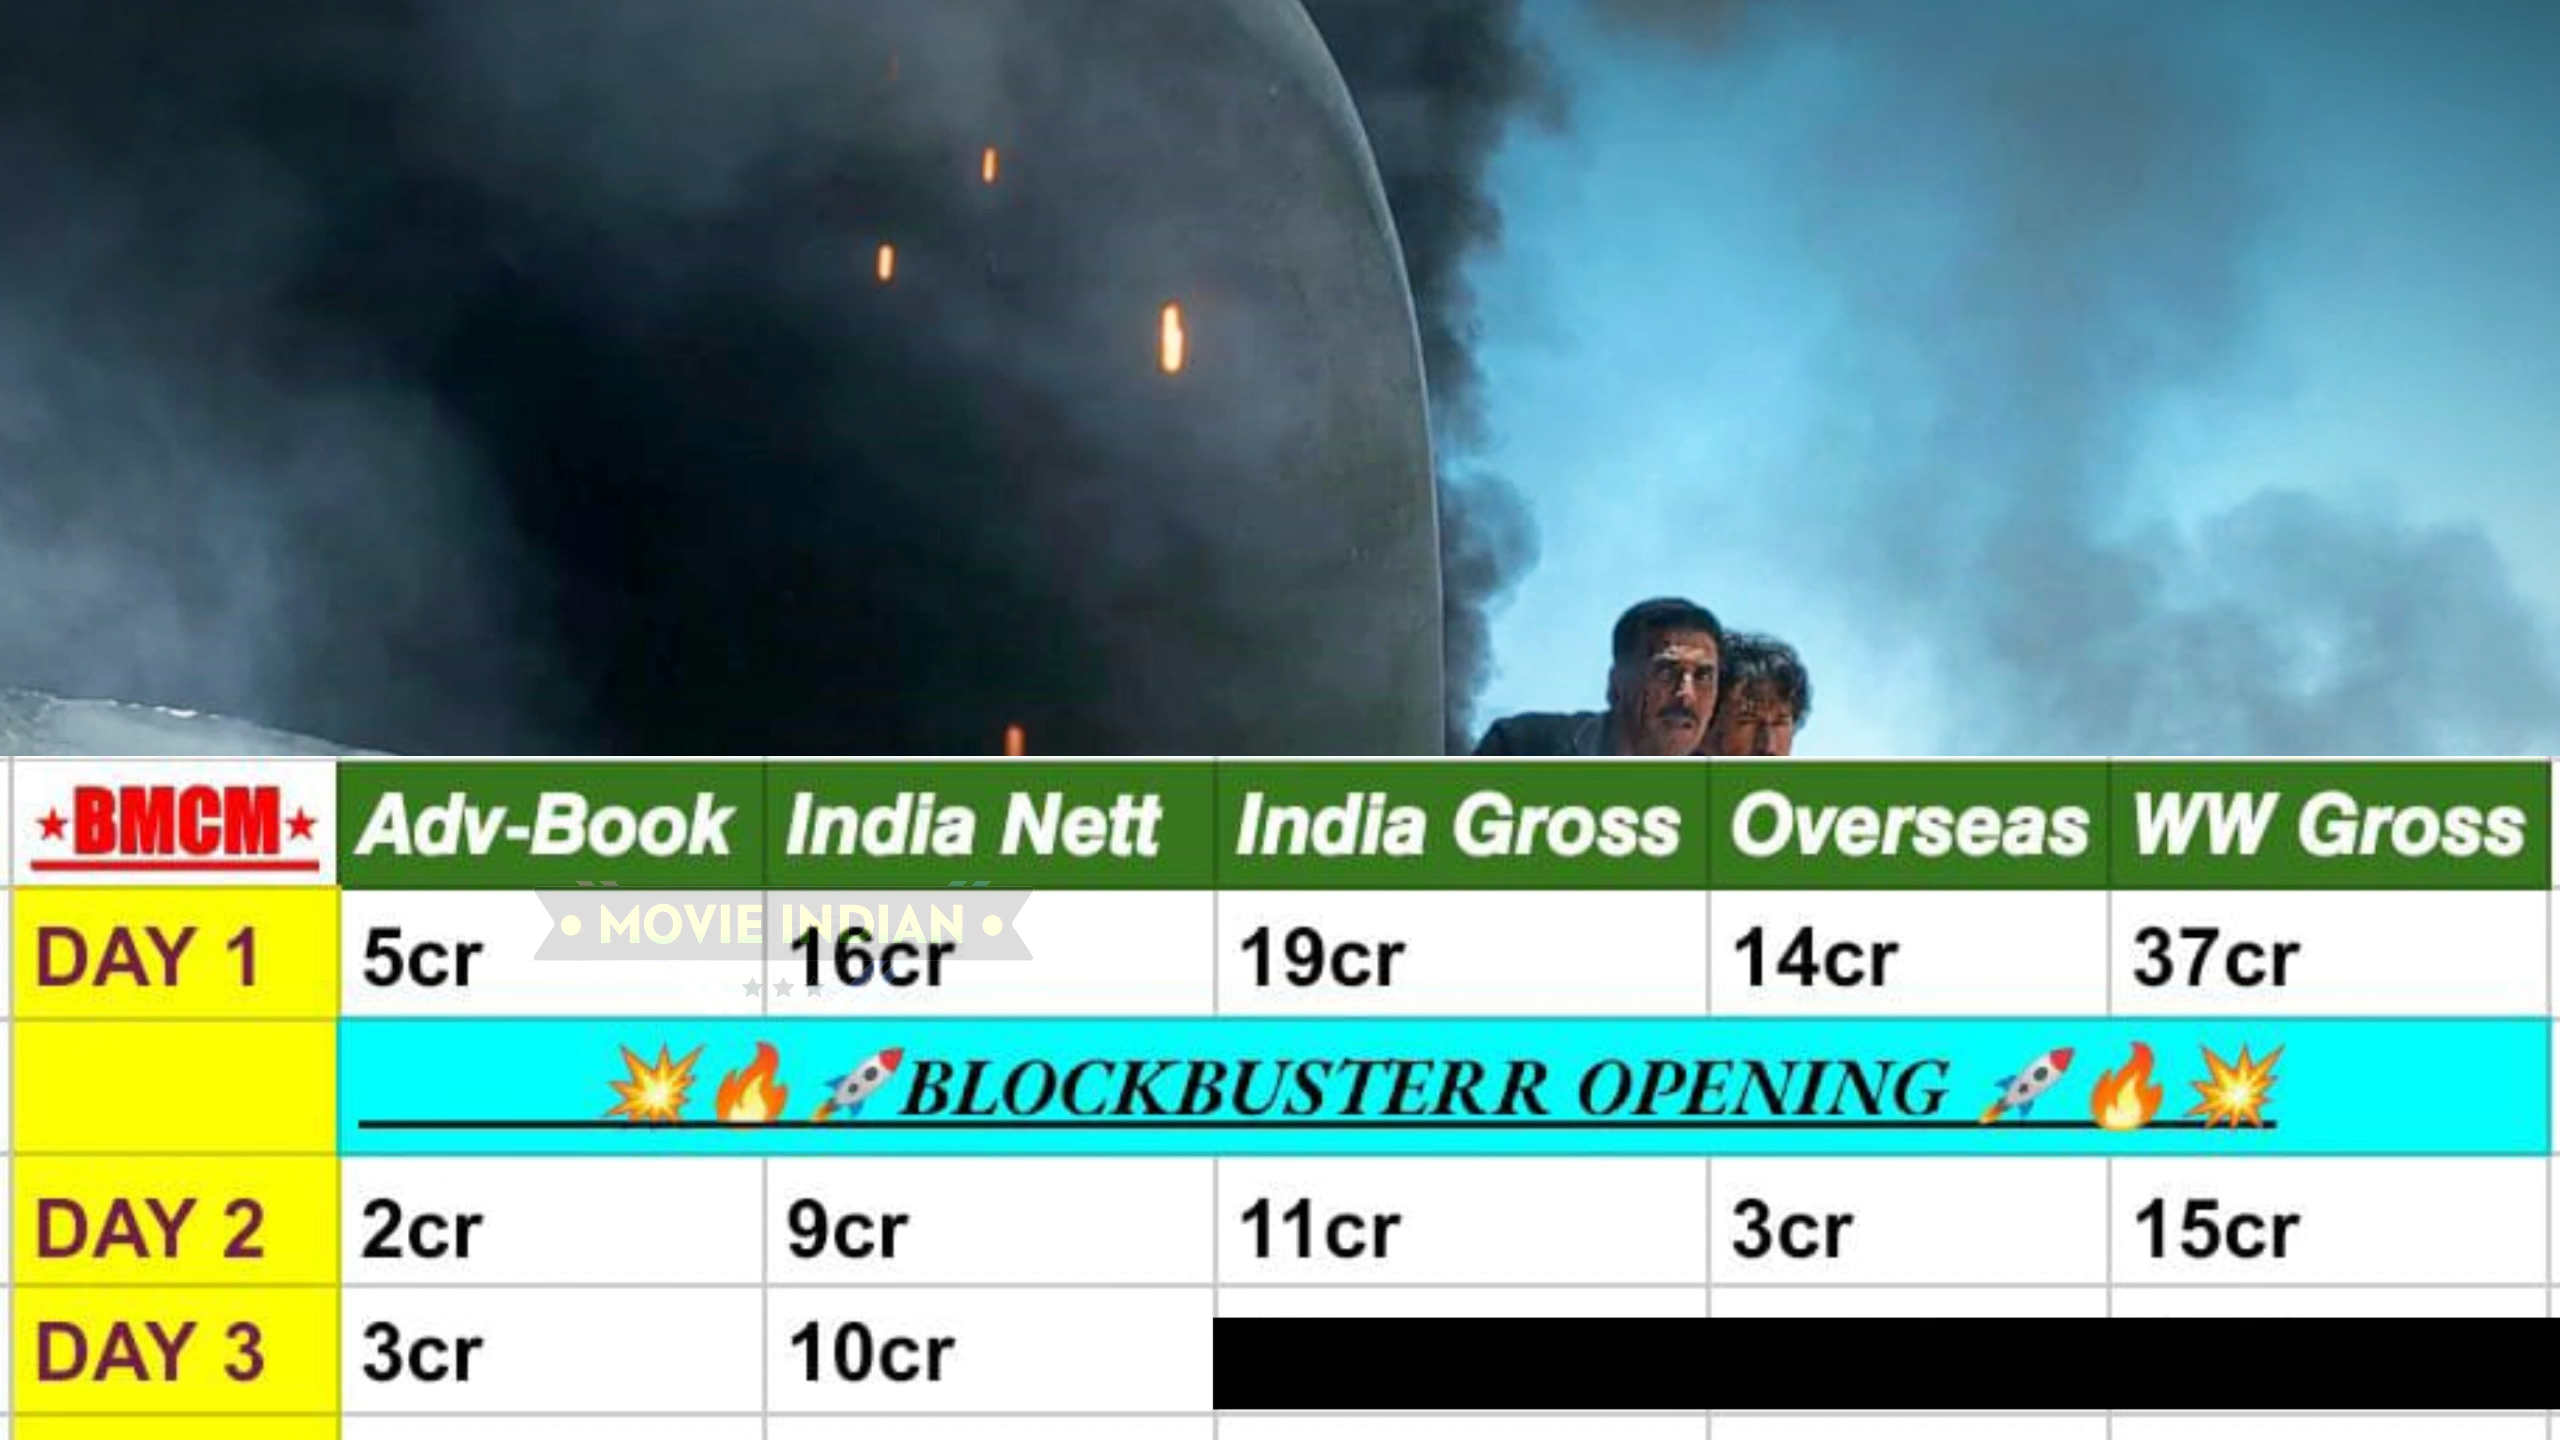 ★BMCM★ Adv-Book India Nett India Gross Overseas WW Gross
MOVIE INDIAN
DAY 1 5cr 16cr 19cr 14cr 37cr
💥🔥🚀BLOCKBUSTERR OPENING 🚀🔥💥
DAY 2 2cr 9cr 11cr 3cr 15cr
DAY 3 3cr 10cr